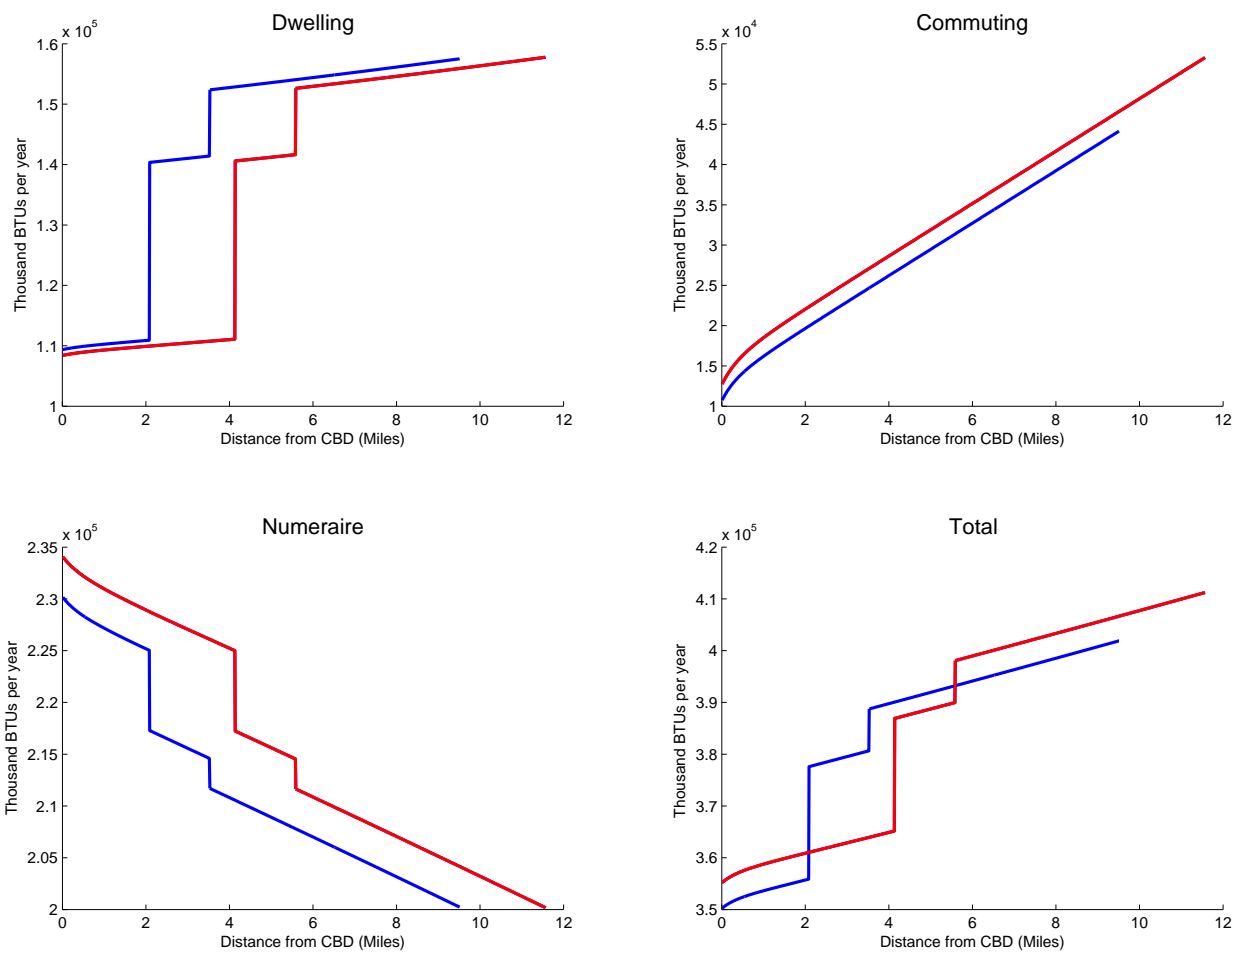 Dwelling
x 10^5
1.6
1.5
1.4
1.3
1.2
1.1
1
Thousand BTUs per year
0 2 4 6 8 10 12
Distance from CBD (Miles)
Commuting
x 10^4
5.5
5
4.5
4
3.5
3
2.5
2
1.5
1
Thousand BTUs per year
0 2 4 6 8 10 12
Distance from CBD (Miles)
Numeraire
x 10^5
2.35
2.3
2.25
2.2
2.15
2.1
2.05
2
Thousand BTUs per year
0 2 4 6 8 10 12
Distance from CBD (Miles)
Total
x 10^5
4.2
4.1
4
3.9
3.8
3.7
3.6
3.5
Thousand BTUs per year
0 2 4 6 8 10 12
Distance from CBD (Miles)